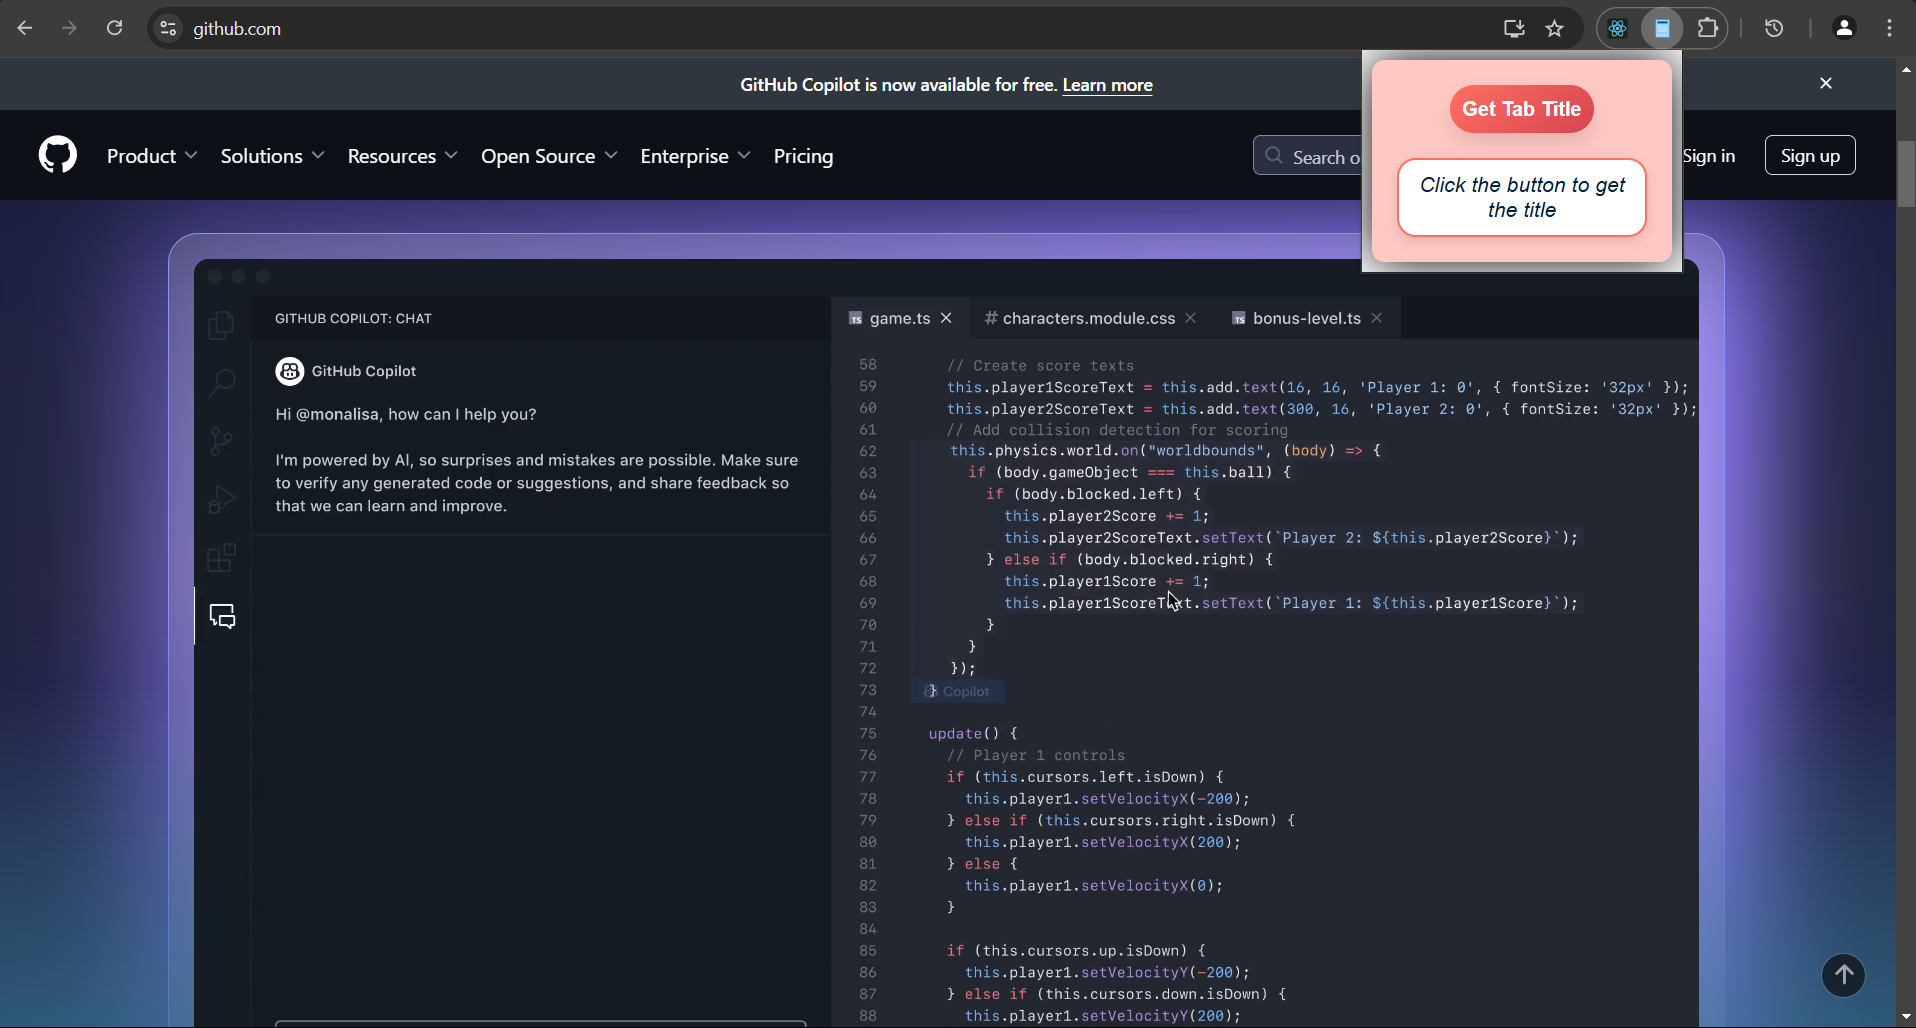 github.com
GitHub Copilot is now available for free. Learn more
Get Tab Title
Click the button to get
the title
Product
Solutions
Resources
Open Source
Enterprise
Pricing
Search o
Sign in
Sign up
GITHUB COPILOT: CHAT
GitHub Copilot
Hi @monalisa, how can I help you?
I'm powered by AI, so surprises and mistakes are possible. Make sure
to verify any generated code or suggestions, and share feedback so
that we can learn and improve.
TS game.ts
# characters.module.css
TS bonus-level.ts
58 // Create score texts
59 this.player1ScoreText = this.add.text(16, 16, 'Player 1: 0', { fontSize: '32px' });
60 this.player2ScoreText = this.add.text(300, 16, 'Player 2: 0', { fontSize: '32px' });
61 // Add collision detection for scoring
62 this.physics.world.on("worldbounds", (body) => {
63 if (body.gameObject === this.ball) {
64 if (body.blocked.left) {
65 this.player2Score += 1;
66 this.player2ScoreText.setText(`Player 2: ${this.player2Score}`);
67 } else if (body.blocked.right) {
68 this.player1Score += 1;
69 this.player1ScoreText.setText(`Player 1: ${this.player1Score}`);
70 }
71 }
72 });
73 } Copilot
74
75 update() {
76 // Player 1 controls
77 if (this.cursors.left.isDown) {
78 this.player1.setVelocityX(-200);
79 } else if (this.cursors.right.isDown) {
80 this.player1.setVelocityX(200);
81 } else {
82 this.player1.setVelocityX(0);
83 }
84
85 if (this.cursors.up.isDown) {
86 this.player1.setVelocityY(-200);
87 } else if (this.cursors.down.isDown) {
88 this.player1.setVelocityY(200);